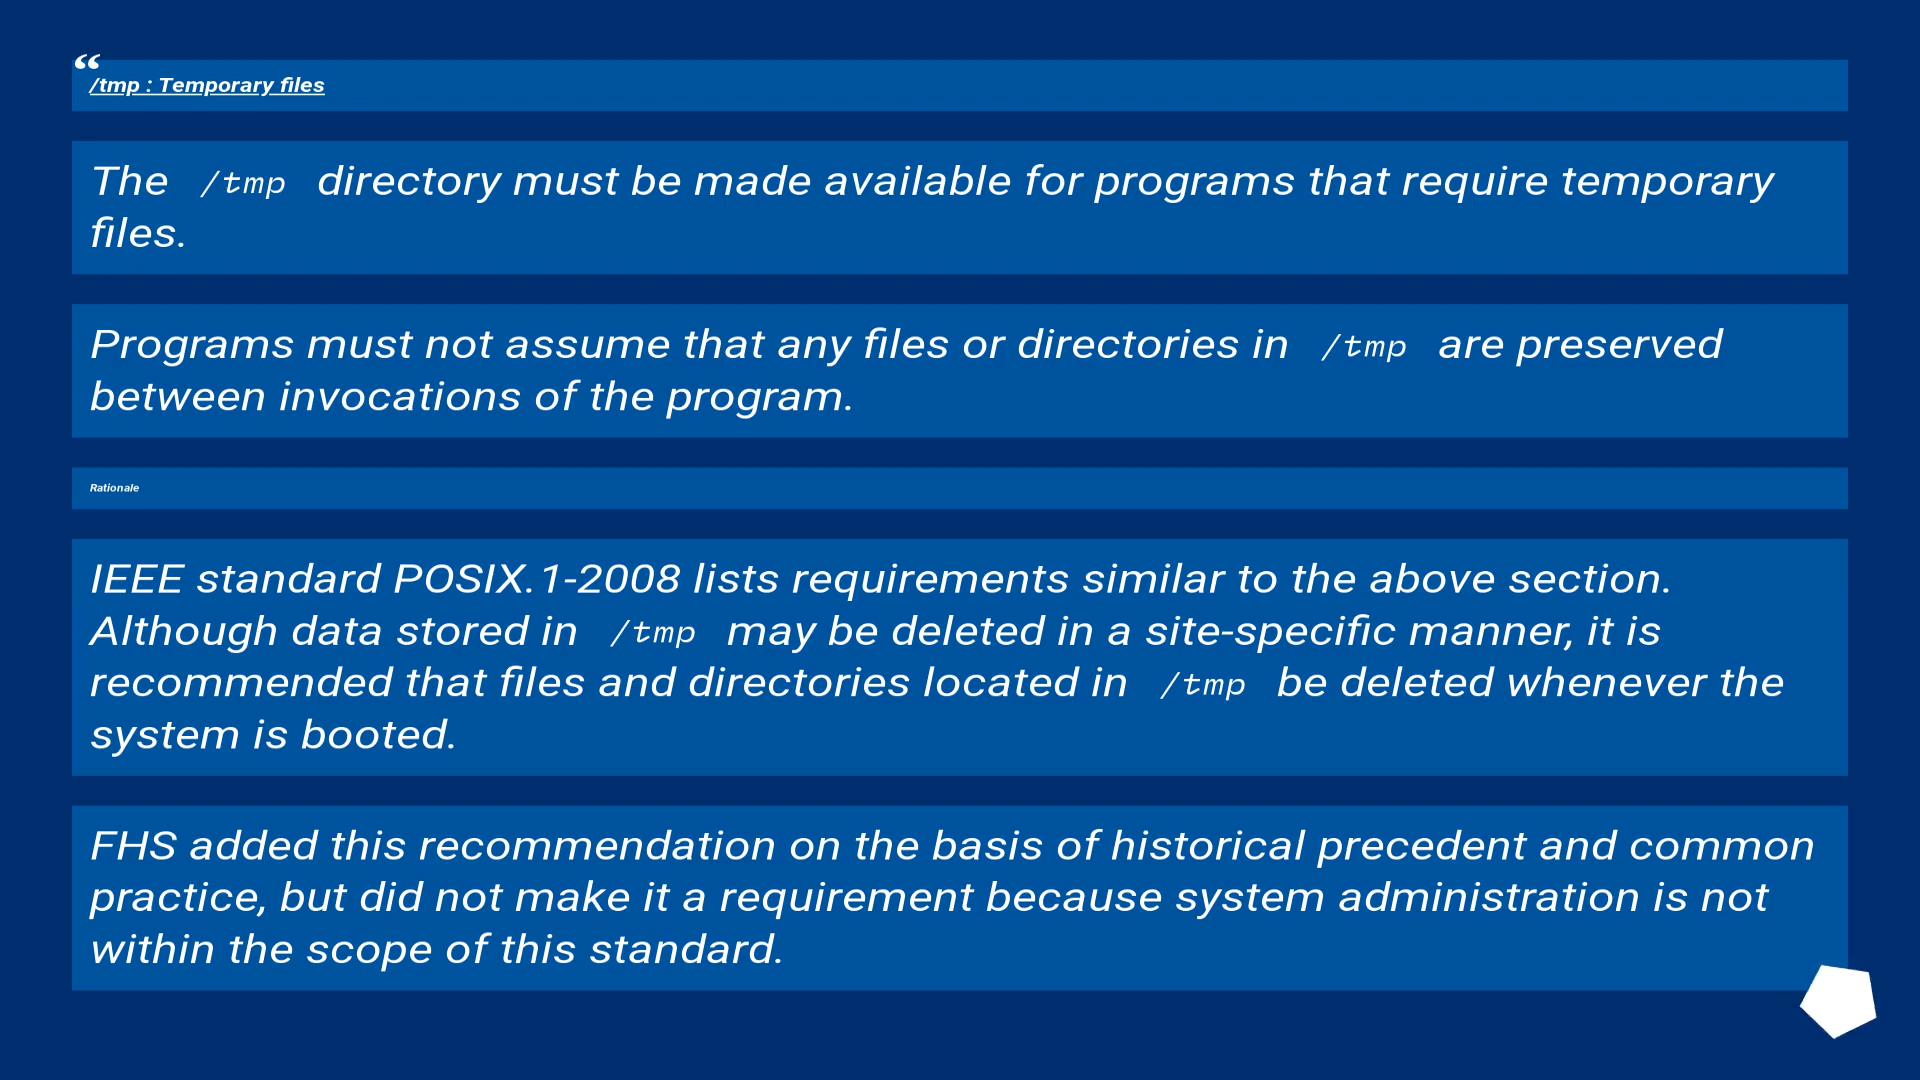 “
/tmp : Temporary files
The /tmp directory must be made available for programs that require temporary
files.
Programs must not assume that any files or directories in /tmp are preserved
between invocations of the program.
Rationale
IEEE standard POSIX.1-2008 lists requirements similar to the above section.
Although data stored in /tmp may be deleted in a site-specific manner, it is
recommended that files and directories located in /tmp be deleted whenever the
system is booted.
FHS added this recommendation on the basis of historical precedent and common
practice, but did not make it a requirement because system administration is not
within the scope of this standard.